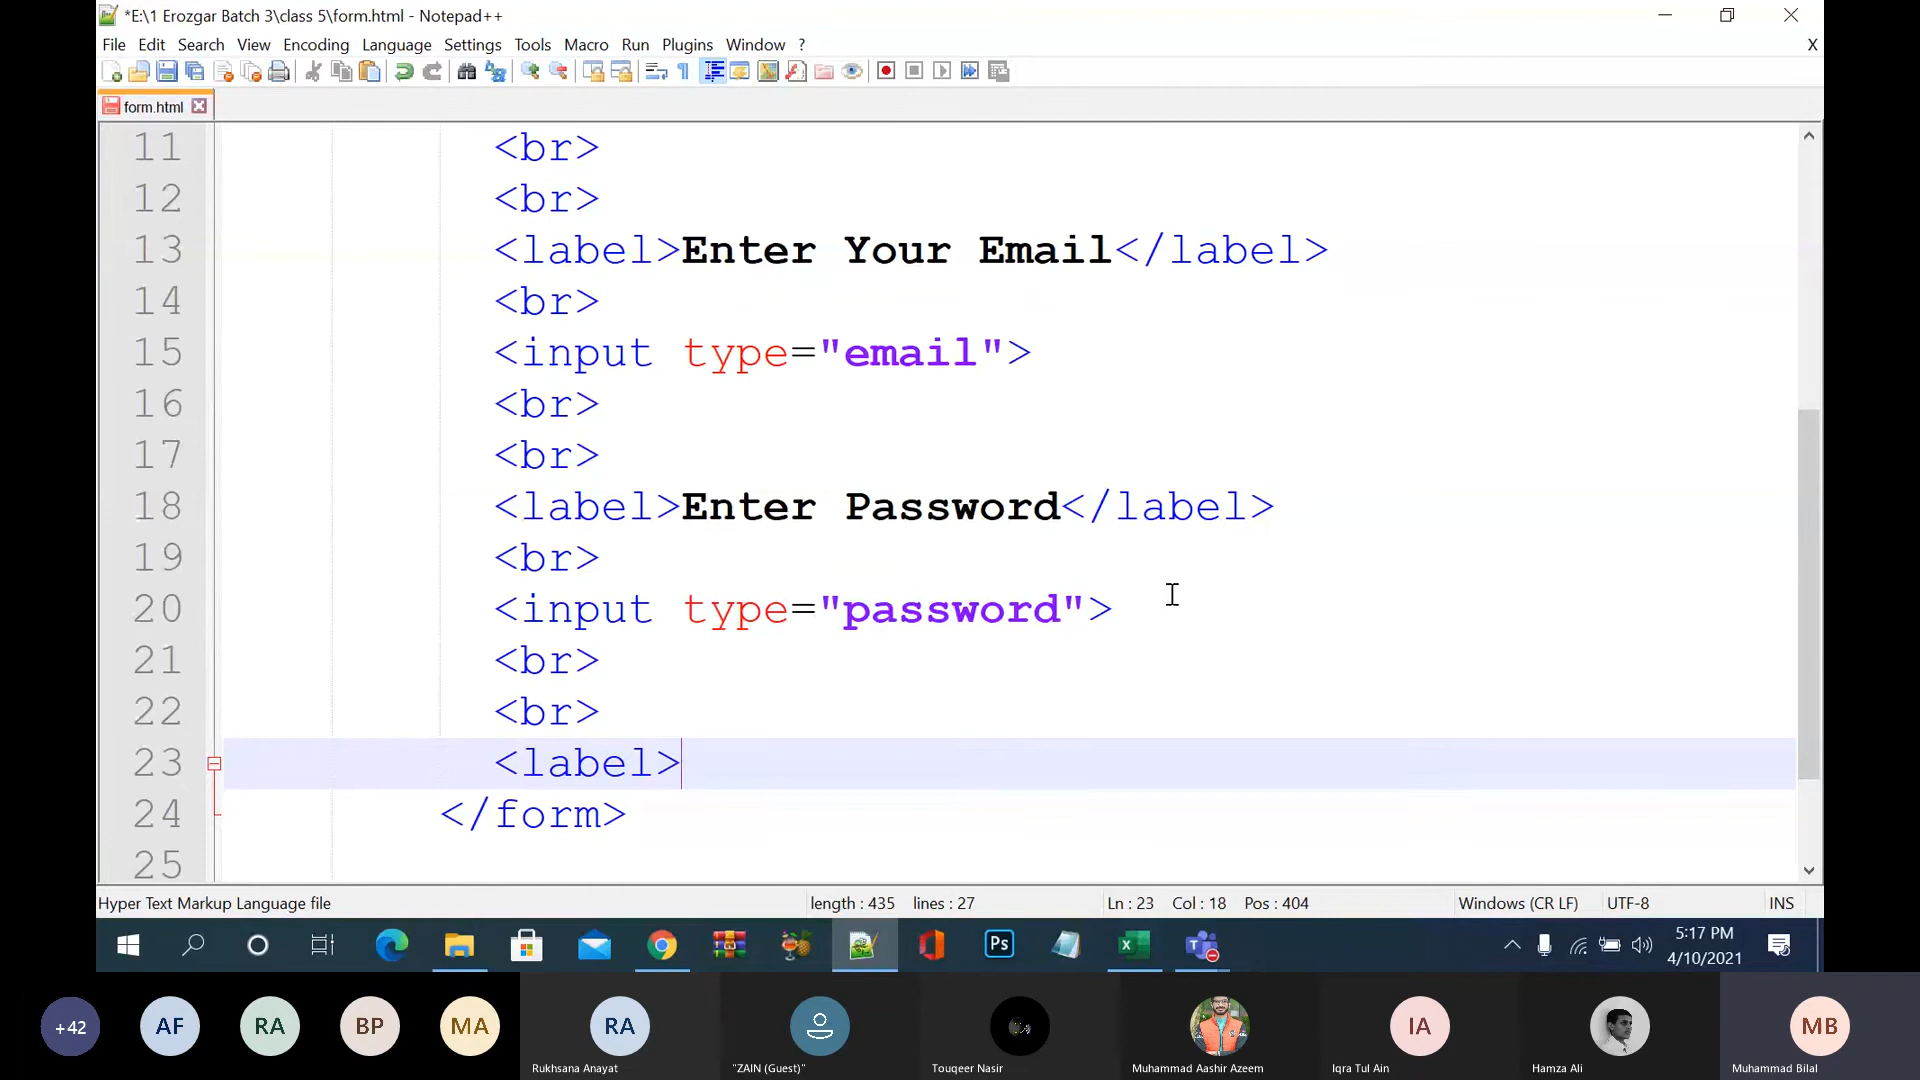 *E:\1 Erozgar Batch 3\class 5\form.html - Notepad++
File Edit Search View Encoding Language Settings Tools Macro Run Plugins Window ? X
form.html
11 <br>
12 <br>
13 <label>Enter Your Email</label>
14 <br>
15 <input type="email">
16 <br>
17 <br>
18 <label>Enter Password</label>
19 <br>
20 <input type="password">
21 <br>
22 <br>
23 <label>
24 </form>
25
Hyper Text Markup Language file length : 435 lines : 27 Ln : 23 Col : 18 Pos : 404 Windows (CR LF) UTF-8 INS
Ps
5:17 PM
4/10/2021
+42 AF RA BP MA RA IA MB
Rukhsana Anayat "ZAIN (Guest)" Touqeer Nasir Muhammad Aashir Azeem Iqra Tul Ain Hamza Ali Muhammad Bilal